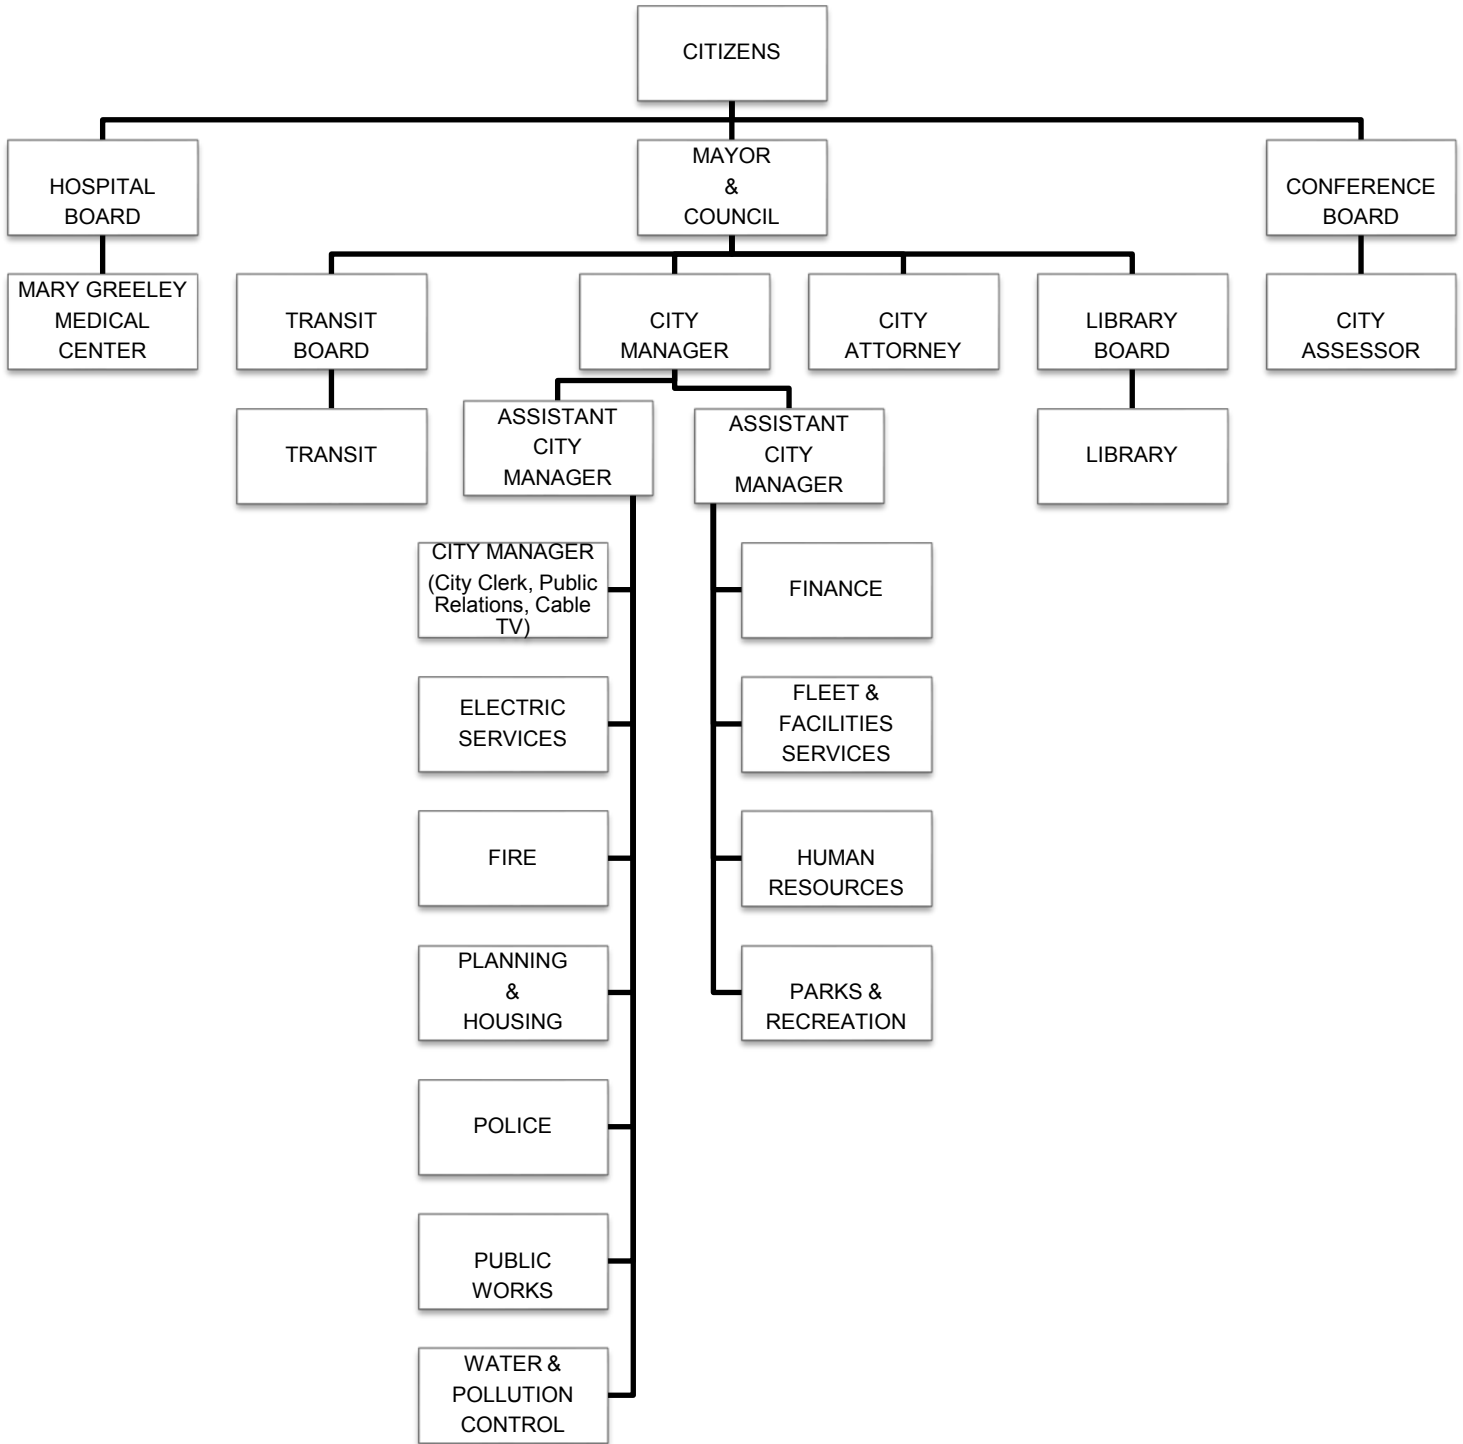 CITIZENS
HOSPITAL
BOARD
MAYOR
&
COUNCIL
CONFERENCE
BOARD
MARY GREELEY
MEDICAL
CENTER
TRANSIT
BOARD
CITY
MANAGER
CITY
ATTORNEY
LIBRARY
BOARD
CITY
ASSESSOR
TRANSIT
ASSISTANT
CITY
MANAGER
ASSISTANT
CITY
MANAGER
LIBRARY
CITY MANAGER
(City Clerk, Public
Relations, Cable
TV)
FINANCE
ELECTRIC
SERVICES
FLEET &
FACILITIES
SERVICES
FIRE
HUMAN
RESOURCES
PLANNING
&
HOUSING
PARKS &
RECREATION
POLICE
PUBLIC
WORKS
WATER &
POLLUTION
CONTROL